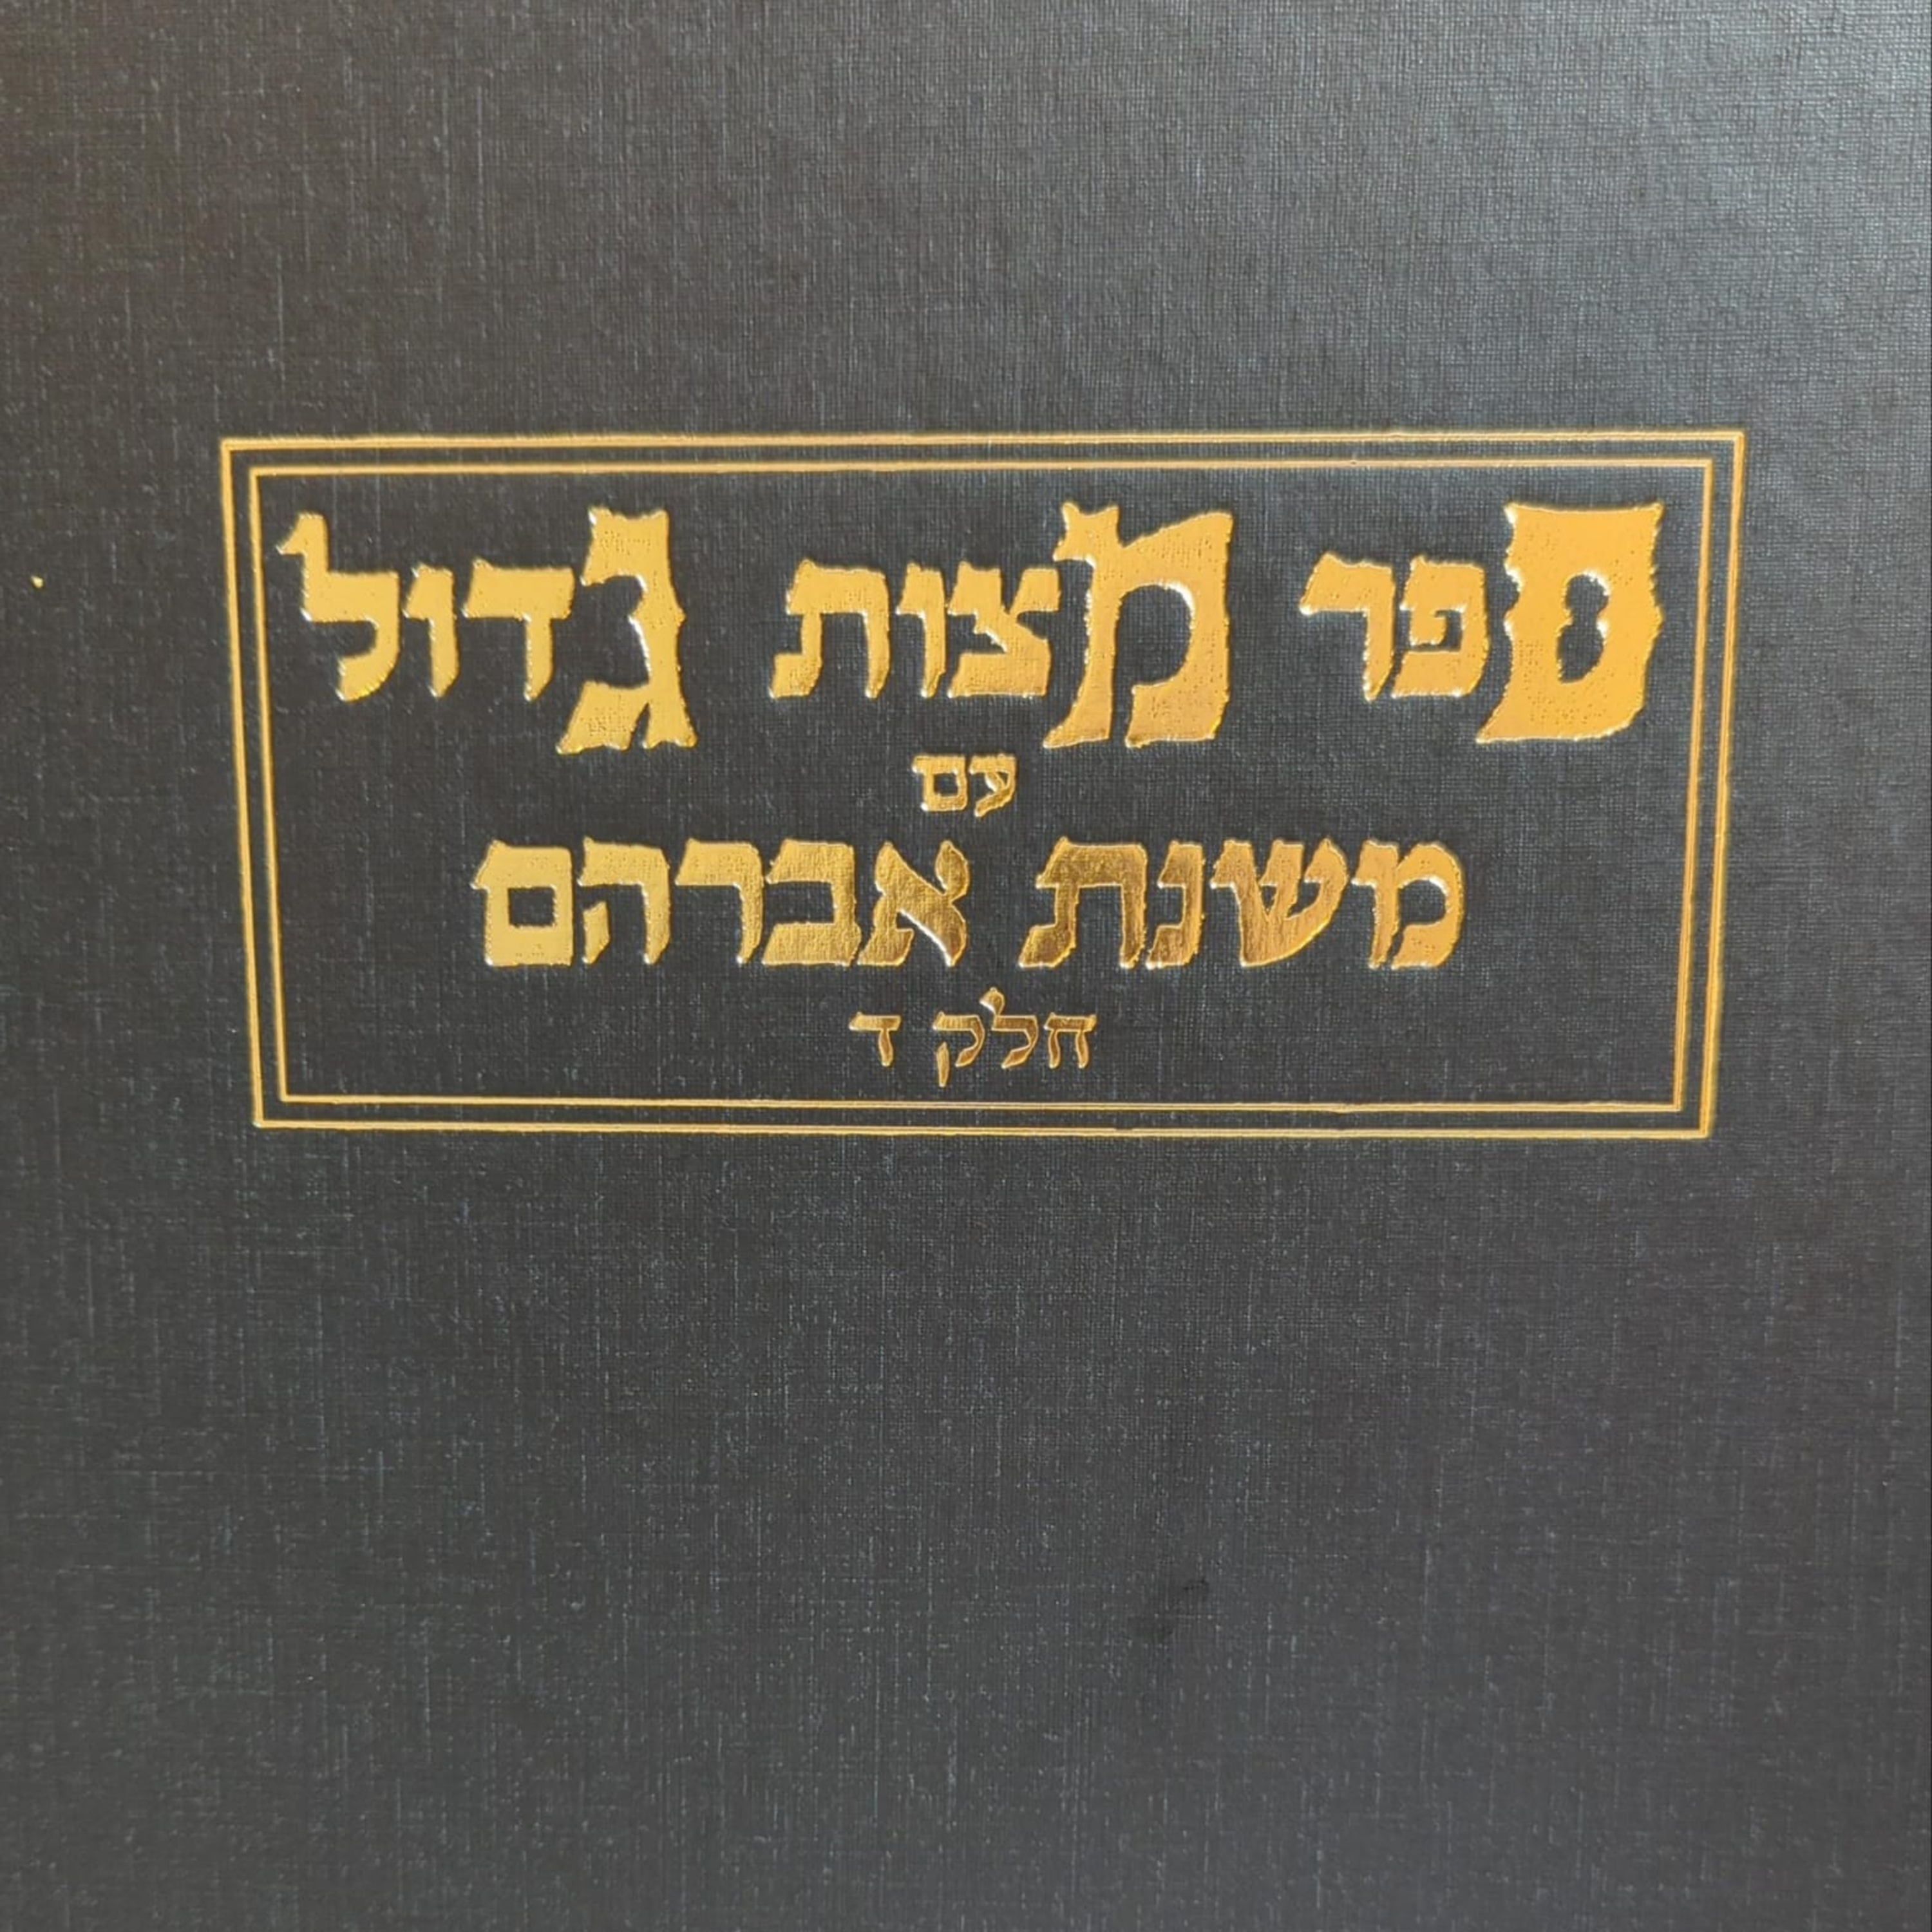 ספר מצות גדול
עם
משנת אברהם
חלק ד